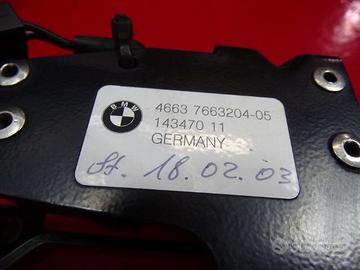 BMW
4663 7663204-05
143470 11
GERMANY
St. 18.02.03